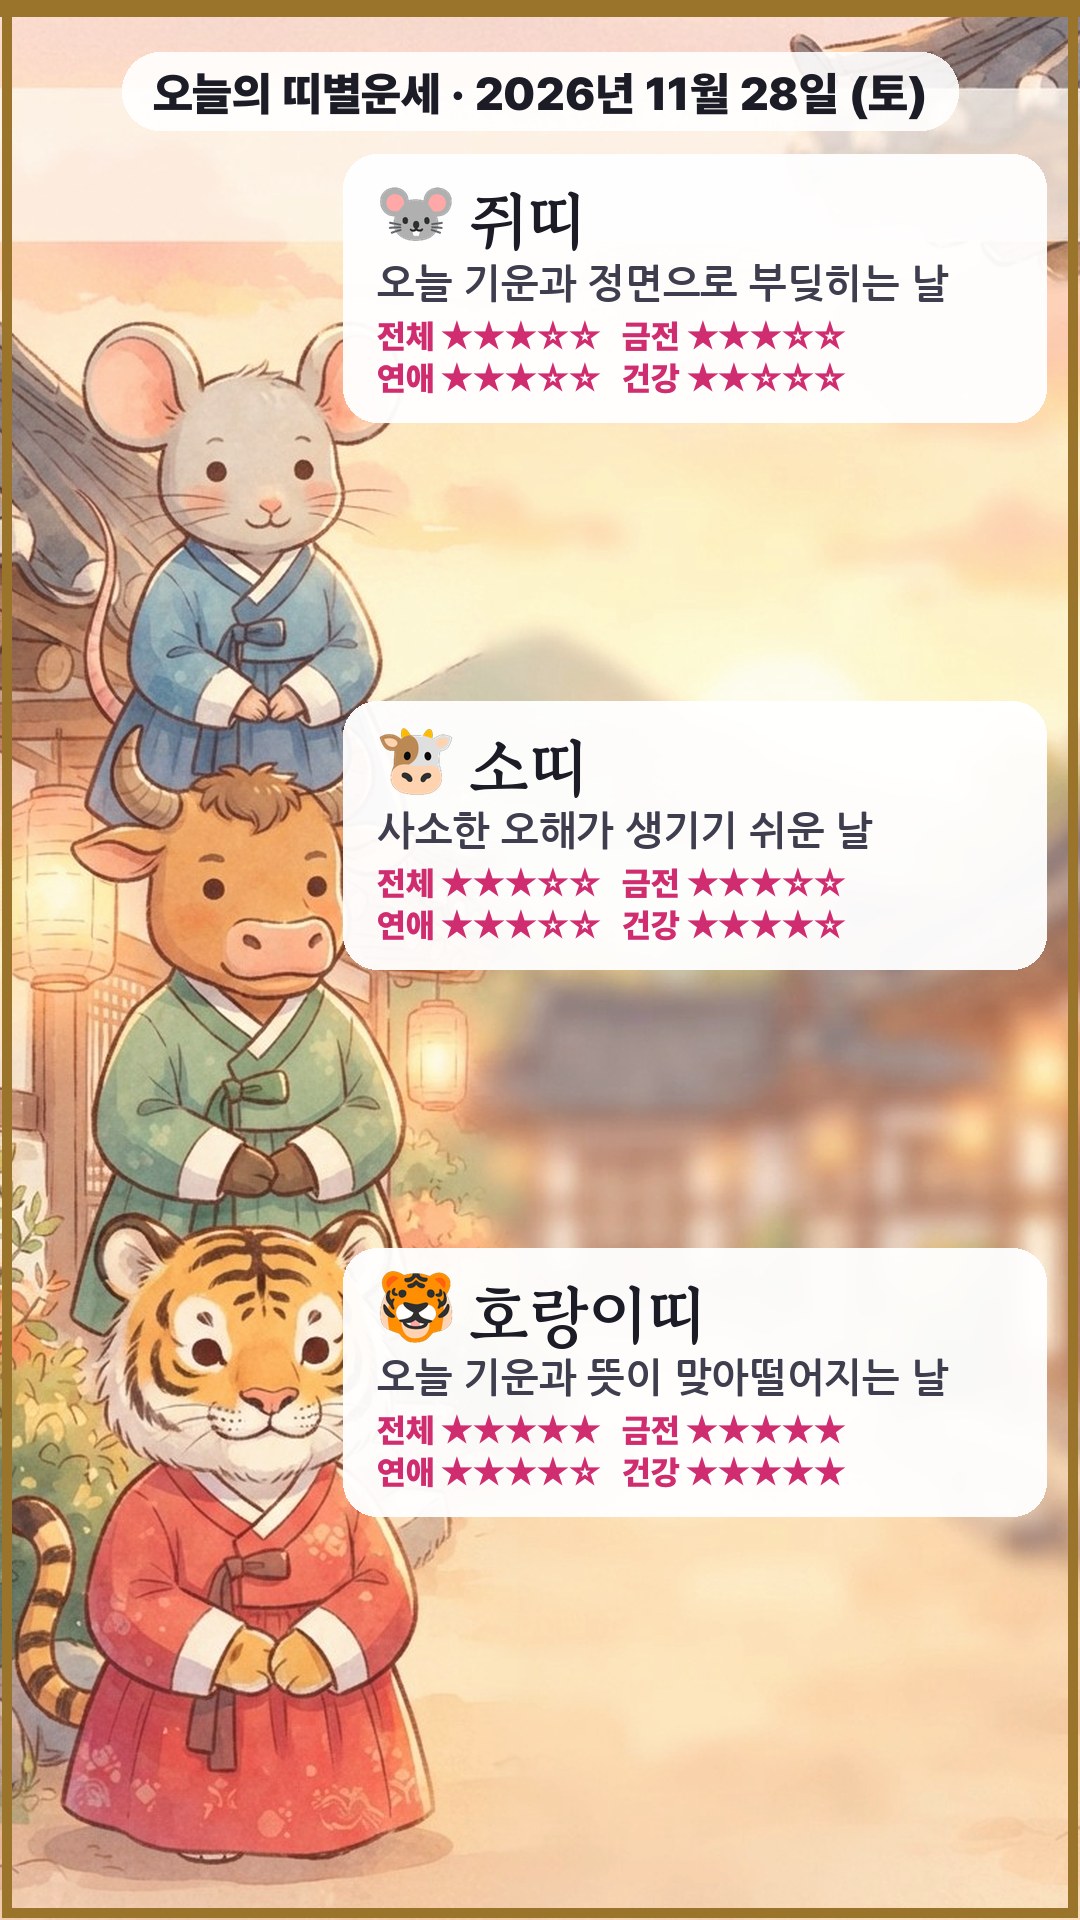 오늘의 띠별운세 · 2026년 11월 28일 (토)
쥐띠
오늘 기운과 정면으로 부딪히는 날
전체 ★★★☆☆ 금전 ★★★☆☆
연애 ★★★☆☆ 건강 ★★☆☆☆
소띠
사소한 오해가 생기기 쉬운 날
전체 ★★★☆☆ 금전 ★★★☆☆
연애 ★★★☆☆ 건강 ★★★★☆
호랑이띠
오늘 기운과 뜻이 맞아떨어지는 날
전체 ★★★★★ 금전 ★★★★★
연애 ★★★★☆ 건강 ★★★★★